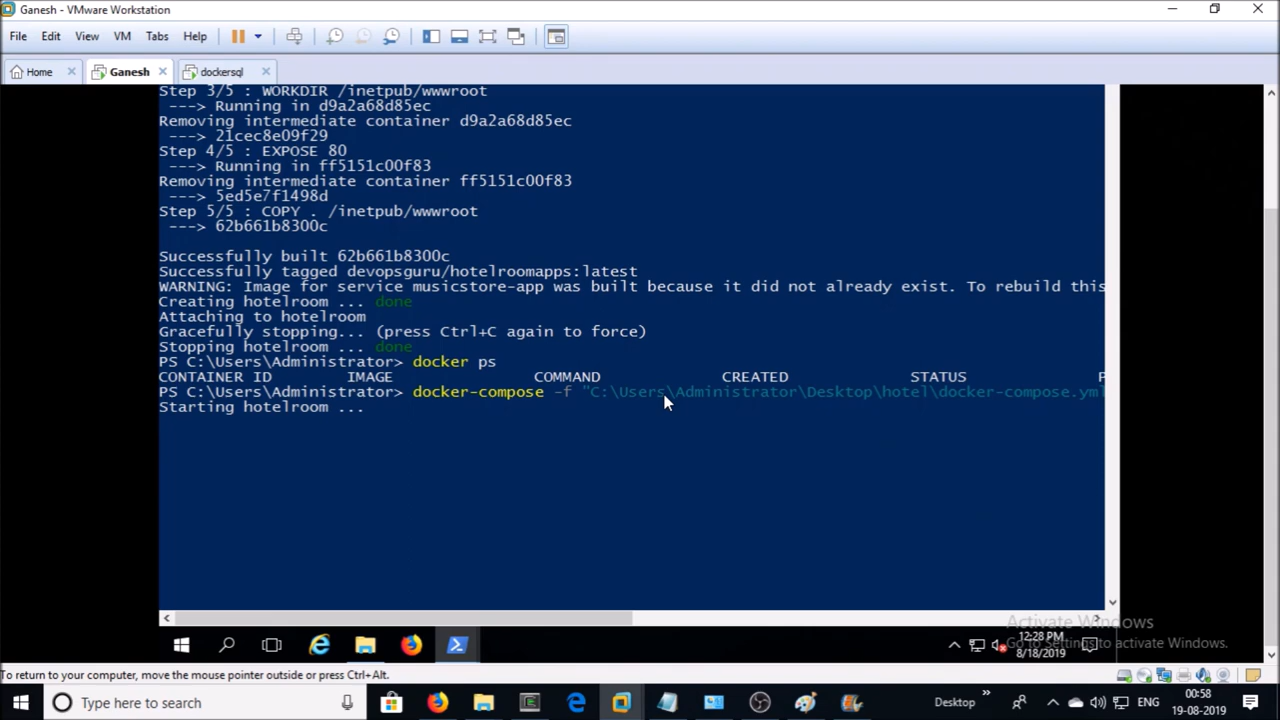 Ganesh - VMware Workstation
File Edit View VM Tabs Help
Home Ganesh dockersql
Step 3/5 : WORKDIR /inetpub/wwwroot
---> Running in d9a2a68d85ec
Removing intermediate container d9a2a68d85ec
---> 21cec8e09f29
Step 4/5 : EXPOSE 80
---> Running in ff5151c00f83
Removing intermediate container ff5151c00f83
---> 5ed5e7f1498d
Step 5/5 : COPY . /inetpub/wwwroot
---> 62b661b8300c
Successfully built 62b661b8300c
Successfully tagged devopsguru/hotelroomapps:latest
WARNING: Image for service musicstore-app was built because it did not already exist. To rebuild this
Creating hotelroom ... done
Attaching to hotelroom
Gracefully stopping... (press Ctrl+C again to force)
Stopping hotelroom ... done
PS C:\Users\Administrator> docker ps
CONTAINER ID IMAGE COMMAND CREATED STATUS P
PS C:\Users\Administrator> docker-compose -f "C:\Users\Administrator\Desktop\hotel\docker-compose.yml
Starting hotelroom ...
Activate Windows
Go to Settings to activate Windows.
12:28 PM
8/18/2019
To return to your computer, move the mouse pointer outside or press Ctrl+Alt.
Type here to search
Desktop
ENG
00:58
19-08-2019